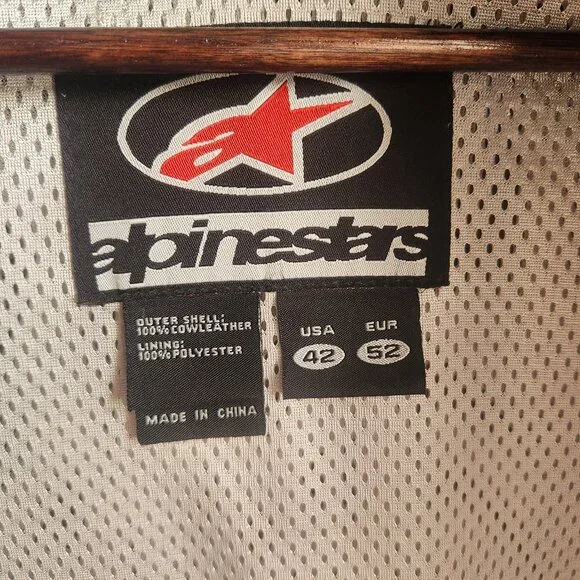 alpinestars
OUTER SHELL:
100% COWLEATHER
LINING:
100% POLYESTER
MADE IN CHINA
USA EUR
42 52